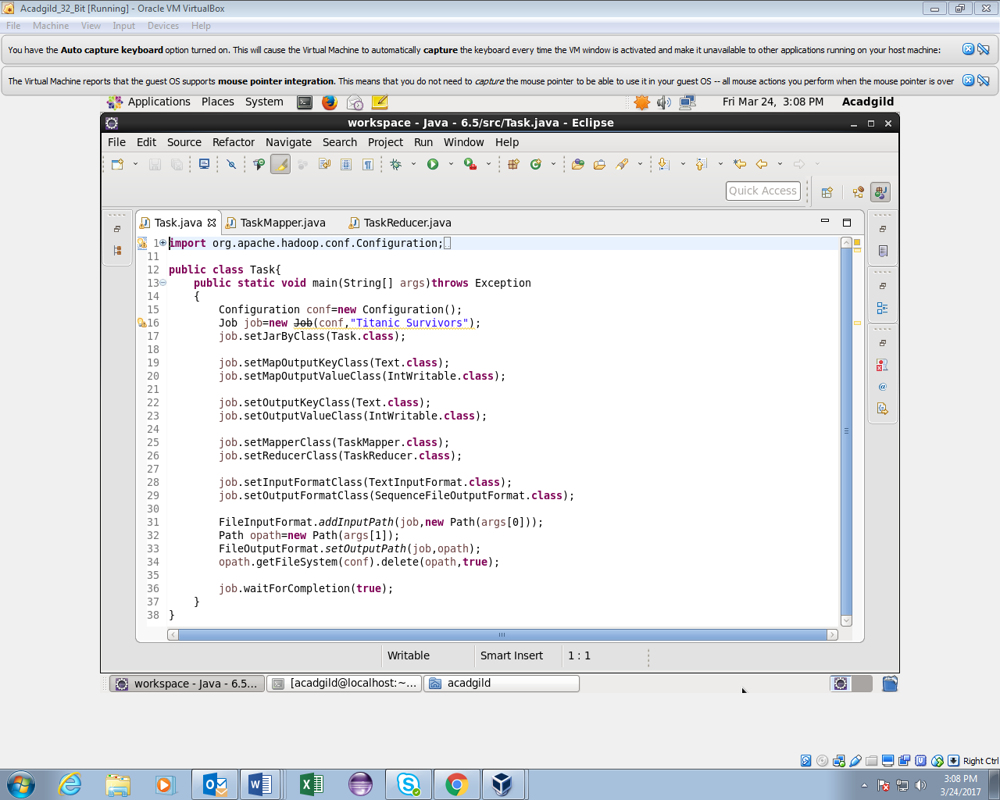 Acadgild_32_Bit [Running] - Oracle VM VirtualBox
File Machine View Input Devices Help
You have the Auto capture keyboard option turned on. This will cause the Virtual Machine to automatically capture the keyboard every time the VM window is activated and make it unavailable to other applications running on your host machine:
The Virtual Machine reports that the guest OS supports mouse pointer integration. This means that you do not need to capture the mouse pointer to be able to use it in your guest OS -- all mouse actions you perform when the mouse pointer is over
Applications Places System Fri Mar 24, 3:08 PM Acadgild
workspace - Java - 6.5/src/Task.java - Eclipse
File Edit Source Refactor Navigate Search Project Run Window Help
Quick Access
Task.java TaskMapper.java TaskReducer.java
1 import org.apache.hadoop.conf.Configuration;
11
12 public class Task{
13 public static void main(String[] args)throws Exception
14 {
15 Configuration conf=new Configuration();
16 Job job=new Job(conf,"Titanic Survivors");
17 job.setJarByClass(Task.class);
18
19 job.setMapOutputKeyClass(Text.class);
20 job.setMapOutputValueClass(IntWritable.class);
21
22 job.setOutputKeyClass(Text.class);
23 job.setOutputValueClass(IntWritable.class);
24
25 job.setMapperClass(TaskMapper.class);
26 job.setReducerClass(TaskReducer.class);
27
28 job.setInputFormatClass(TextInputFormat.class);
29 job.setOutputFormatClass(SequenceFileOutputFormat.class);
30
31 FileInputFormat.addInputPath(job,new Path(args[0]));
32 Path opath=new Path(args[1]);
33 FileOutputFormat.setOutputPath(job,opath);
34 opath.getFileSystem(conf).delete(opath,true);
35
36 job.waitForCompletion(true);
37 }
38 }
Writable Smart Insert 1 : 1
workspace - Java - 6.5... [acadgild@localhost:~... acadgild
Right Ctrl
3:08 PM
3/24/2017